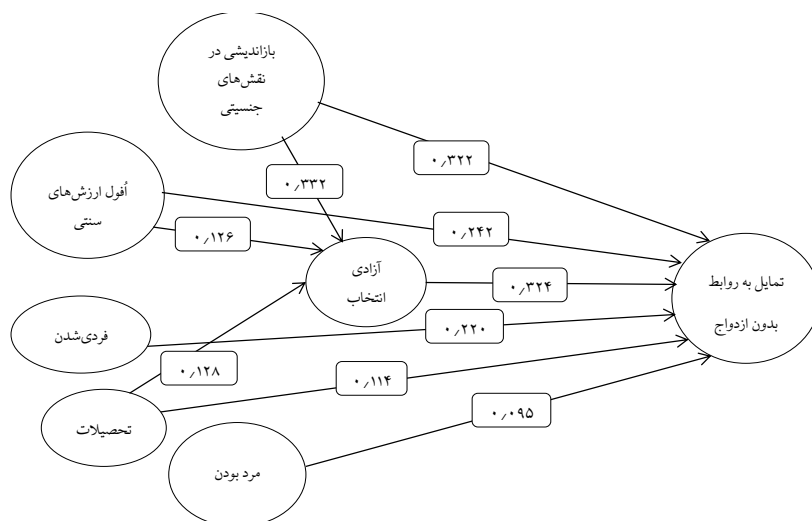 بازاندیشی در
نقش‌های
جنسیتی
۰٫۳۲۲
۰٫۳۳۲
اُفول ارزش‌های
سنتی
۰٫۱۲۶
۰٫۲۴۲
آزادی
انتخاب
۰٫۳۲۴
تمایل به روابط
بدون ازدواج
فردی‌شدن
۰٫۲۲۰
۰٫۱۲۸
۰٫۱۱۴
تحصیلات
۰٫۰۹۵
مرد بودن